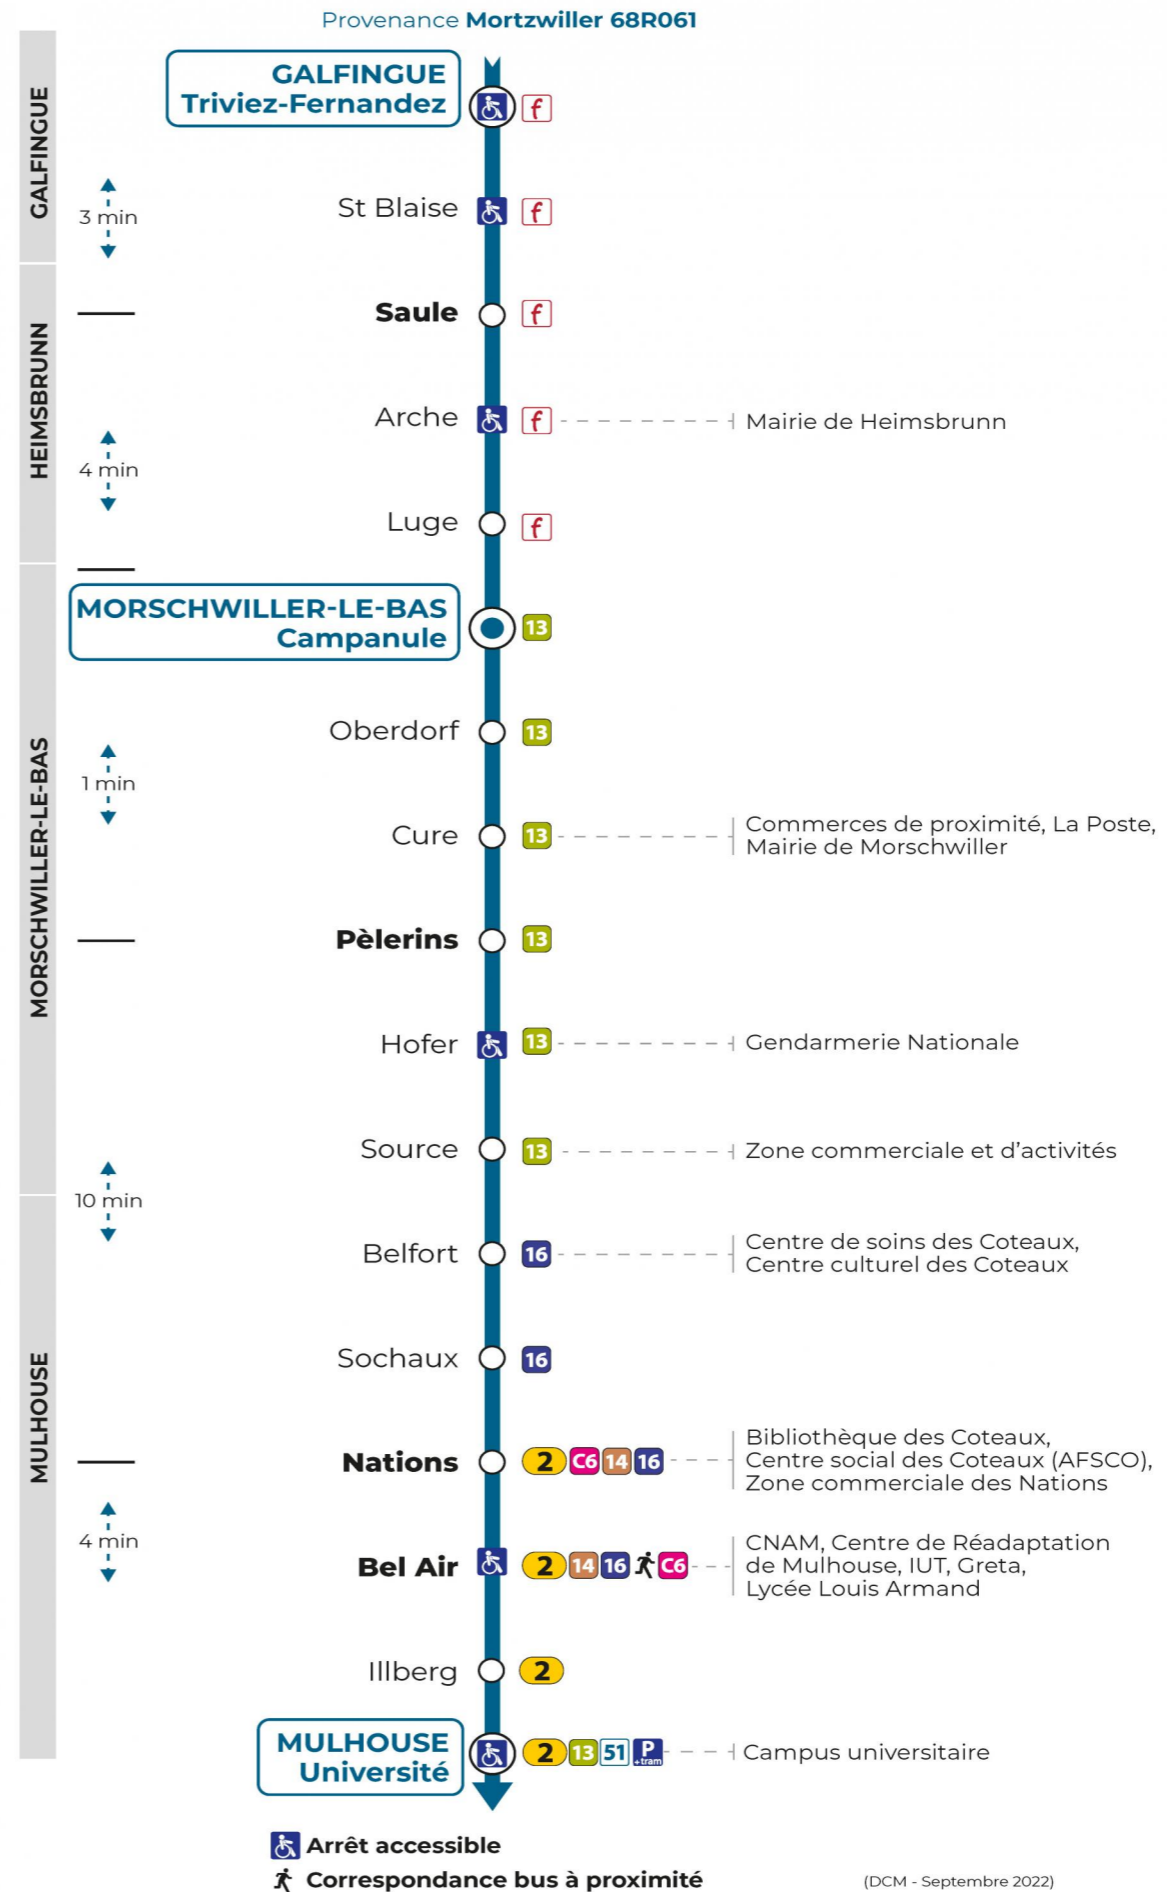 Provenance Mortzwiller 68R061
GALFINGUE
GALFINGUE
Triviez-Fernandez
f
3 min
St Blaise
f
HEIMSBRUNN
Saule
f
Arche
f
Mairie de Heimsbrunn
4 min
Luge
f
MORSCHWILLER-LE-BAS
MORSCHWILLER-LE-BAS
Campanule
13
Oberdorf
13
1 min
Cure
13
Commerces de proximité, La Poste,
Mairie de Morschwiller
Pèlerins
13
Hofer
13
Gendarmerie Nationale
Source
13
Zone commerciale et d'activités
10 min
MULHOUSE
Belfort
16
Centre de soins des Coteaux,
Centre culturel des Coteaux
Sochaux
16
Nations
2 C6 14 16
Bibliothèque des Coteaux,
Centre social des Coteaux (AFSCO),
Zone commerciale des Nations
4 min
Bel Air
2 14 16 C6
CNAM, Centre de Réadaptation
de Mulhouse, IUT, Greta,
Lycée Louis Armand
Illberg
2
MULHOUSE
Université
2 13 51 P
+tram
Campus universitaire
Arrêt accessible
Correspondance bus à proximité
(DCM - Septembre 2022)